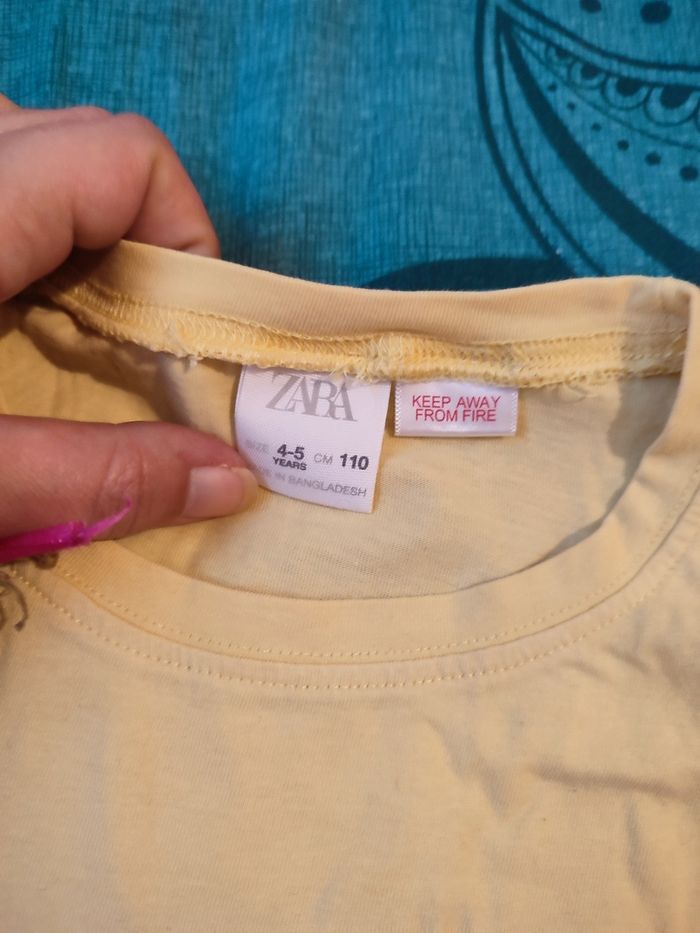 ZARA
SIZE 4-5 YEARS CM 110
IN BANGLADESH
KEEP AWAY
FROM FIRE